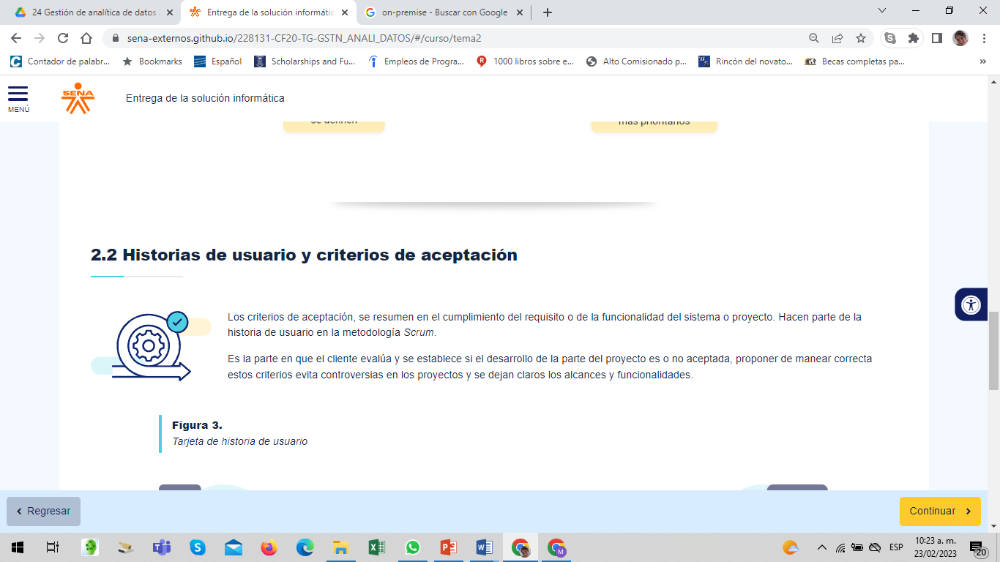 24 Gestión de analítica de datos
Entrega de la solución informátic
on-premise - Buscar con Google
sena-externos.github.io/228131-CF20-TG-GSTN_ANALI_DATOS/#/curso/tema2
Contador de palabr...
Bookmarks
Español
Scholarships and Fu...
Empleos de Progra...
1000 libros sobre e...
Alto Comisionado p...
Rincón del novato...
Becas completas pa...
»
MENÚ
SENA
Entrega de la solución informática
se definen
más prioritarios
2.2 Historias de usuario y criterios de aceptación
Los criterios de aceptación, se resumen en el cumplimiento del requisito o de la funcionalidad del sistema o proyecto. Hacen parte de la
historia de usuario en la metodología Scrum.
Es la parte en que el cliente evalúa y se establece si el desarrollo de la parte del proyecto es o no aceptada, proponer de manear correcta
estos criterios evita controversias en los proyectos y se dejan claros los alcances y funcionalidades.
Figura 3.
Tarjeta de historia de usuario
Regresar
Continuar
ESP
10:23 a. m.
23/02/2023
20